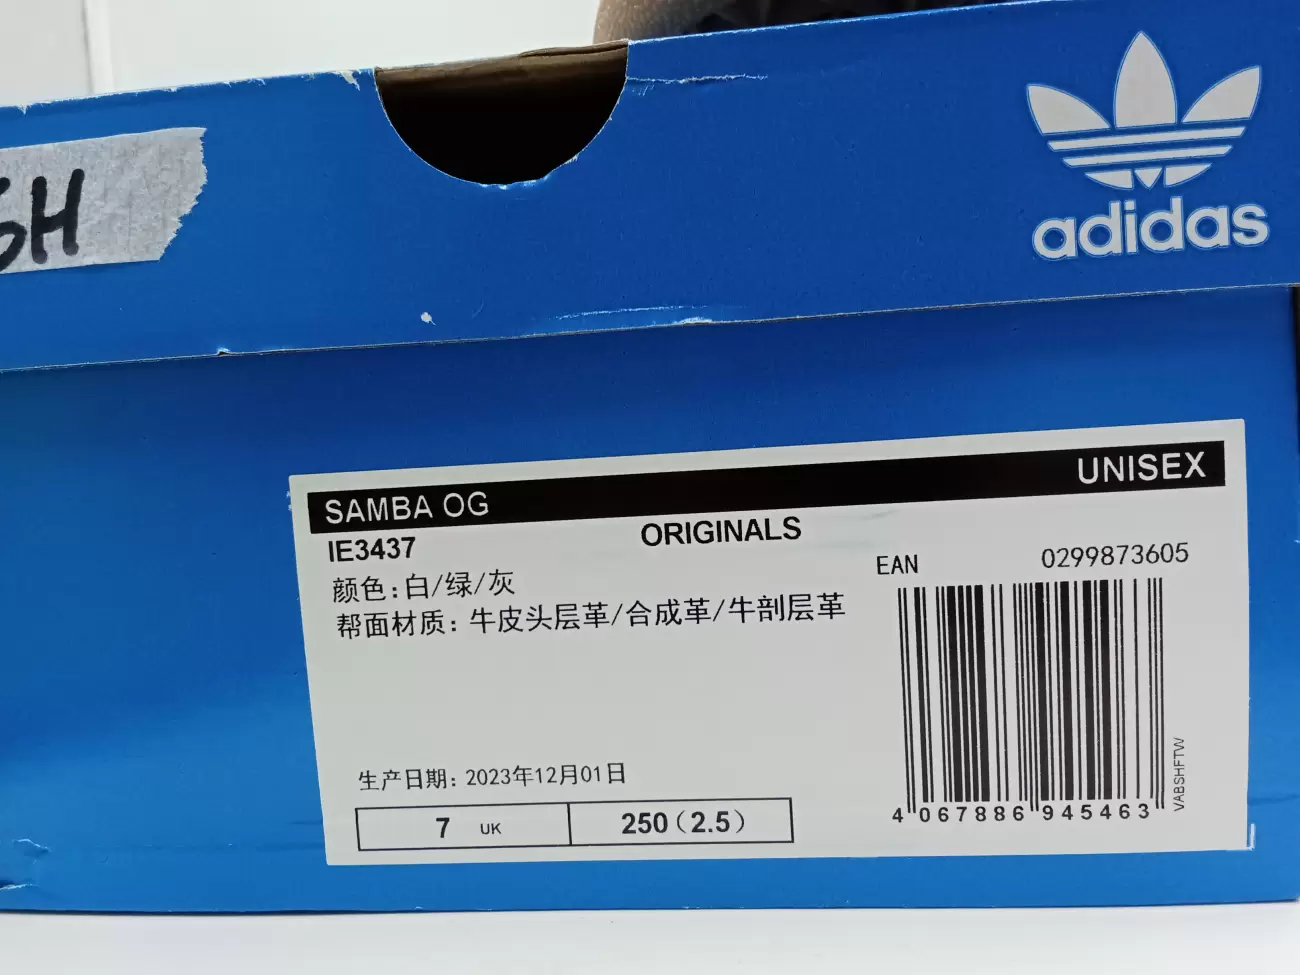 SH
adidas
SAMBA OG
UNISEX
IE3437
ORIGINALS
颜色:白/绿/灰
帮面材质: 牛皮头层革/合成革/牛剖层革
EAN
0299873605
4 067886 945463
VABSHFTW
生产日期: 2023年12月01日
7 UK
250(2.5)